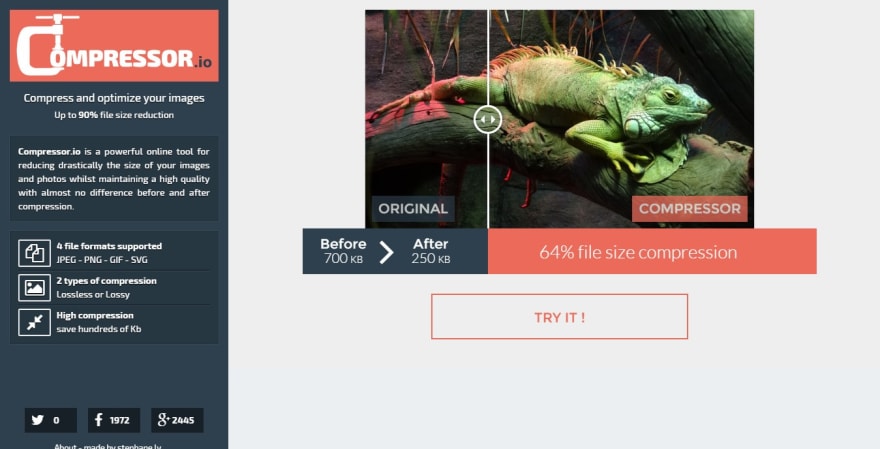 COMPRESSOR.io
Compress and optimize your images
Up to 90% file size reduction
Compressor.io is a powerful online tool for
reducing drastically the size of your images
and photos whilst maintaining a high quality
with almost no difference before and after
compression.
4 file formats supported
JPEG - PNG - GIF - SVG
2 types of compression
Lossless or Lossy
High compression
save hundreds of Kb
0
1972
2445
About - made by stephane ly
ORIGINAL
COMPRESSOR
Before
700 KB
After
250 KB
64% file size compression
TRY IT !